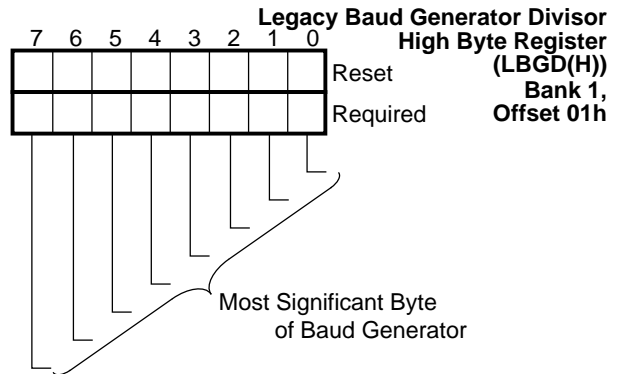 Legacy Baud Generator Divisor
High Byte Register
(LBGD(H))
Bank 1,
Offset 01h
7 6 5 4 3 2 1 0
Reset
Required
Most Significant Byte
of Baud Generator